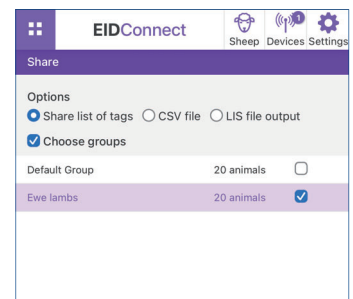 EIDConnect
1
Sheep Devices Settings
Share
Options
Share list of tags CSV file LIS file output
Choose groups
Default Group 20 animals
Ewe lambs 20 animals